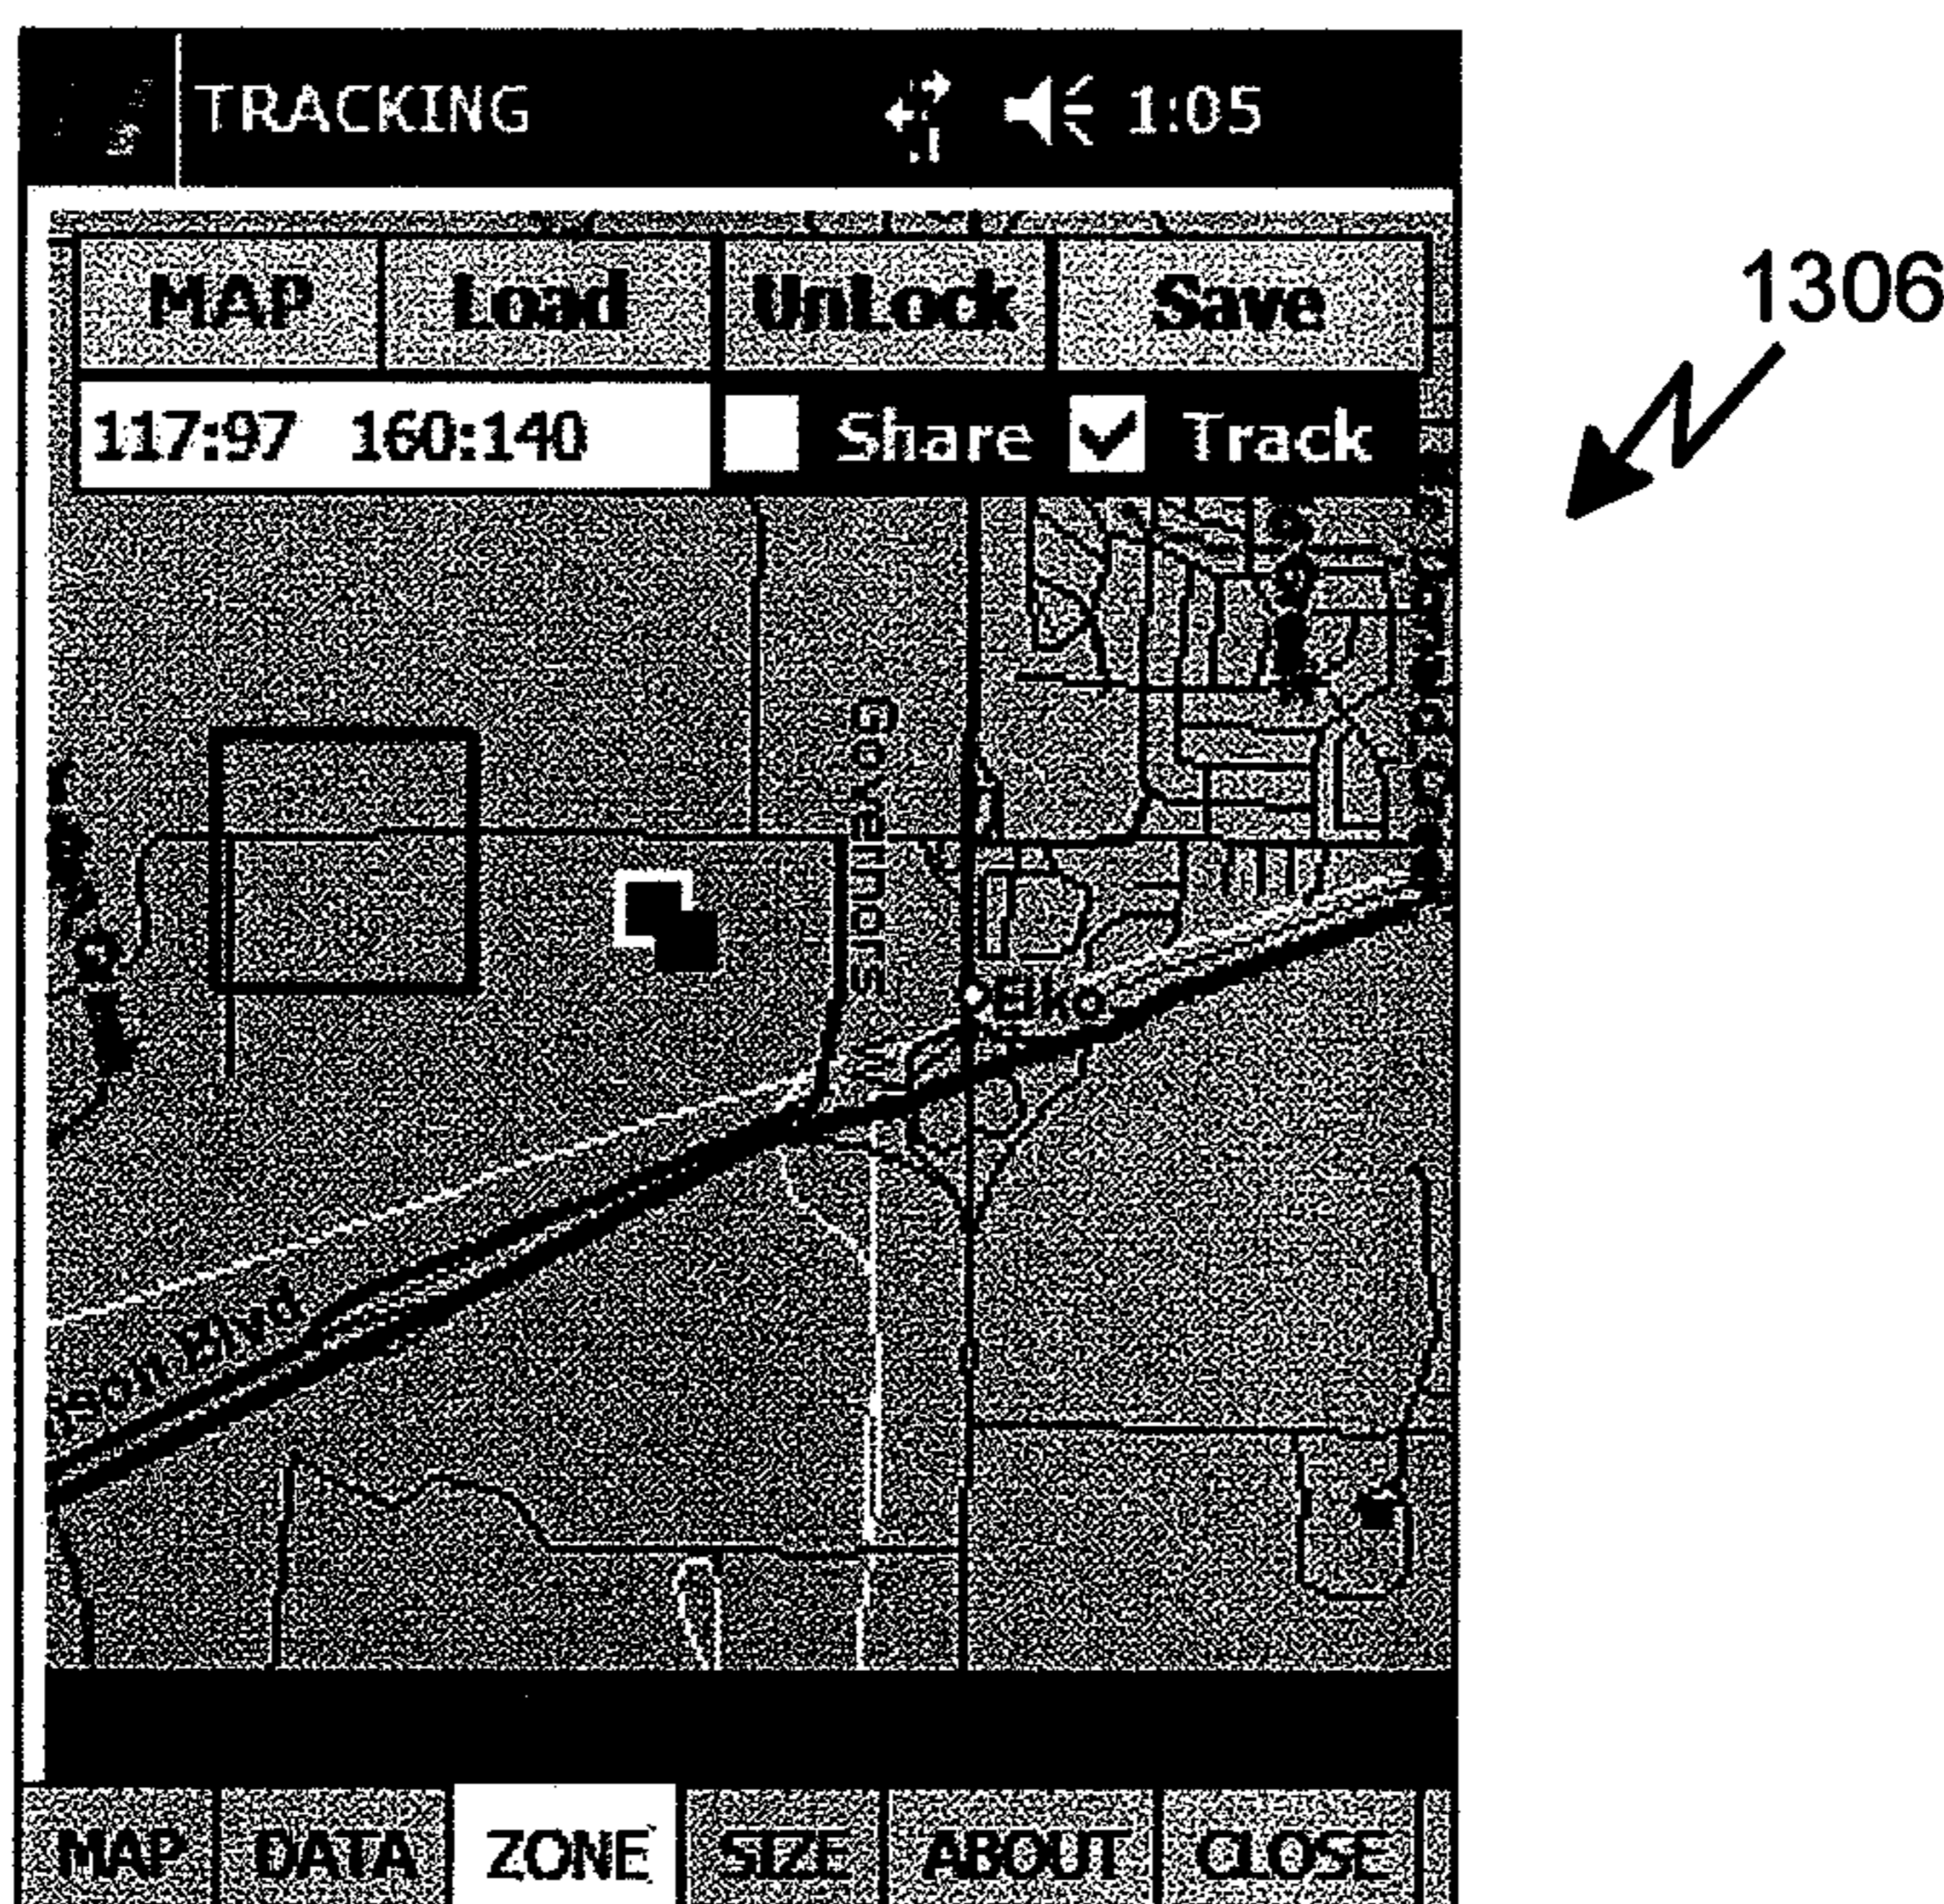 TRACKING 1:05
MAP Load UnLock Save
1306
117:97 160:140 Share Track
Governors
Elko
Blvd
MAP DATA ZONE SIZE ABOUT CLOSE